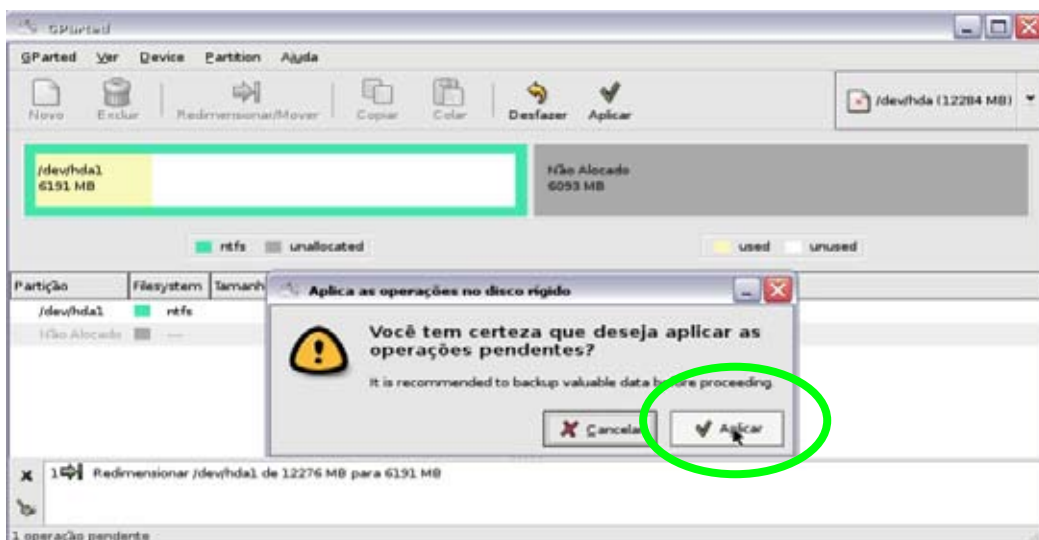 GParted
GParted Ver Device Partition Ajuda
Novo Excluir Redimensionar/Mover Copiar Colar Desfazer Aplicar
/dev/hda (12284 MB)
/dev/hda1
6191 MB
Não Alocado
6093 MB
ntfs unallocated used unused
Partição Filesystem Tamanh
/dev/hda1 ntfs
Não Alocado ---
Aplica as operações no disco rígido
Você tem certeza que deseja aplicar as
operações pendentes?
It is recommended to backup valuable data before proceeding.
Cancelar Aplicar
1 Redimensionar /dev/hda1 de 12276 MB para 6191 MB
1 operação pendente